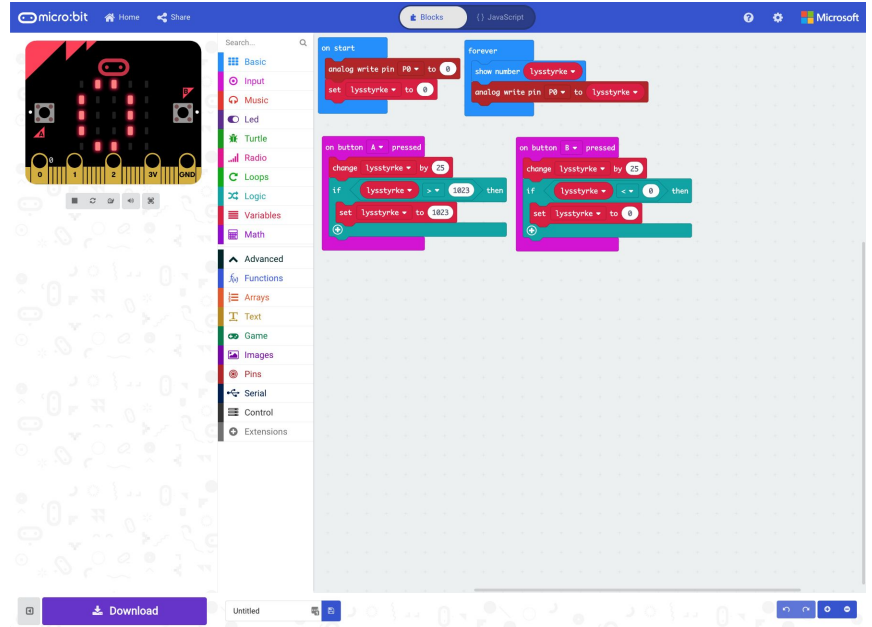 micro:bit Home Share Blocks {} JavaScript Microsoft
Search...
Basic
Input
Music
Led
Turtle
Radio
Loops
Logic
Variables
Math
Advanced
Functions
Arrays
Text
Game
Images
Pins
Serial
Control
Extensions
B
A
0 1 2 3V GND
on start
analog write pin P0 to 0
set lysstyrke to 0
forever
show number lysstyrke
analog write pin P0 to lysstyrke
on button A pressed
change lysstyrke by 25
if lysstyrke > 1023 then
set lysstyrke to 1023
on button B pressed
change lysstyrke by 25
if lysstyrke < 0 then
set lysstyrke to 0
Download
Untitled